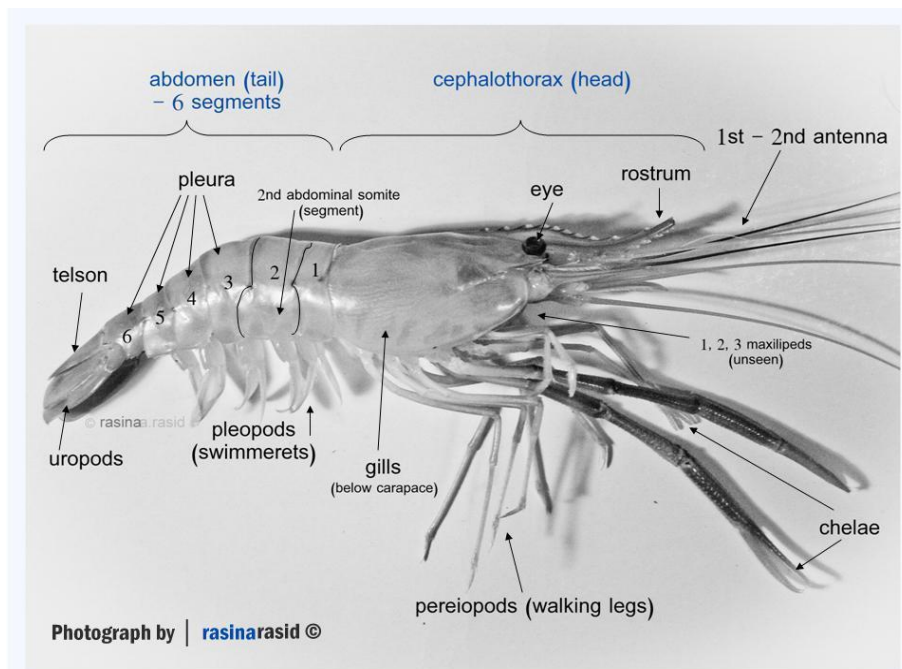 abdomen (tail)
– 6 segments
cephalothorax (head)
1st – 2nd antenna
pleura
2nd abdominal somite
(segment)
eye
rostrum
telson
1
2
3
4
5
6
1, 2, 3 maxilipeds
(unseen)
© rasina.rasid ©
uropods
pleopods
(swimmerets)
gills
(below carapace)
chelae
pereiopods (walking legs)
Photograph by | rasinarasid ©